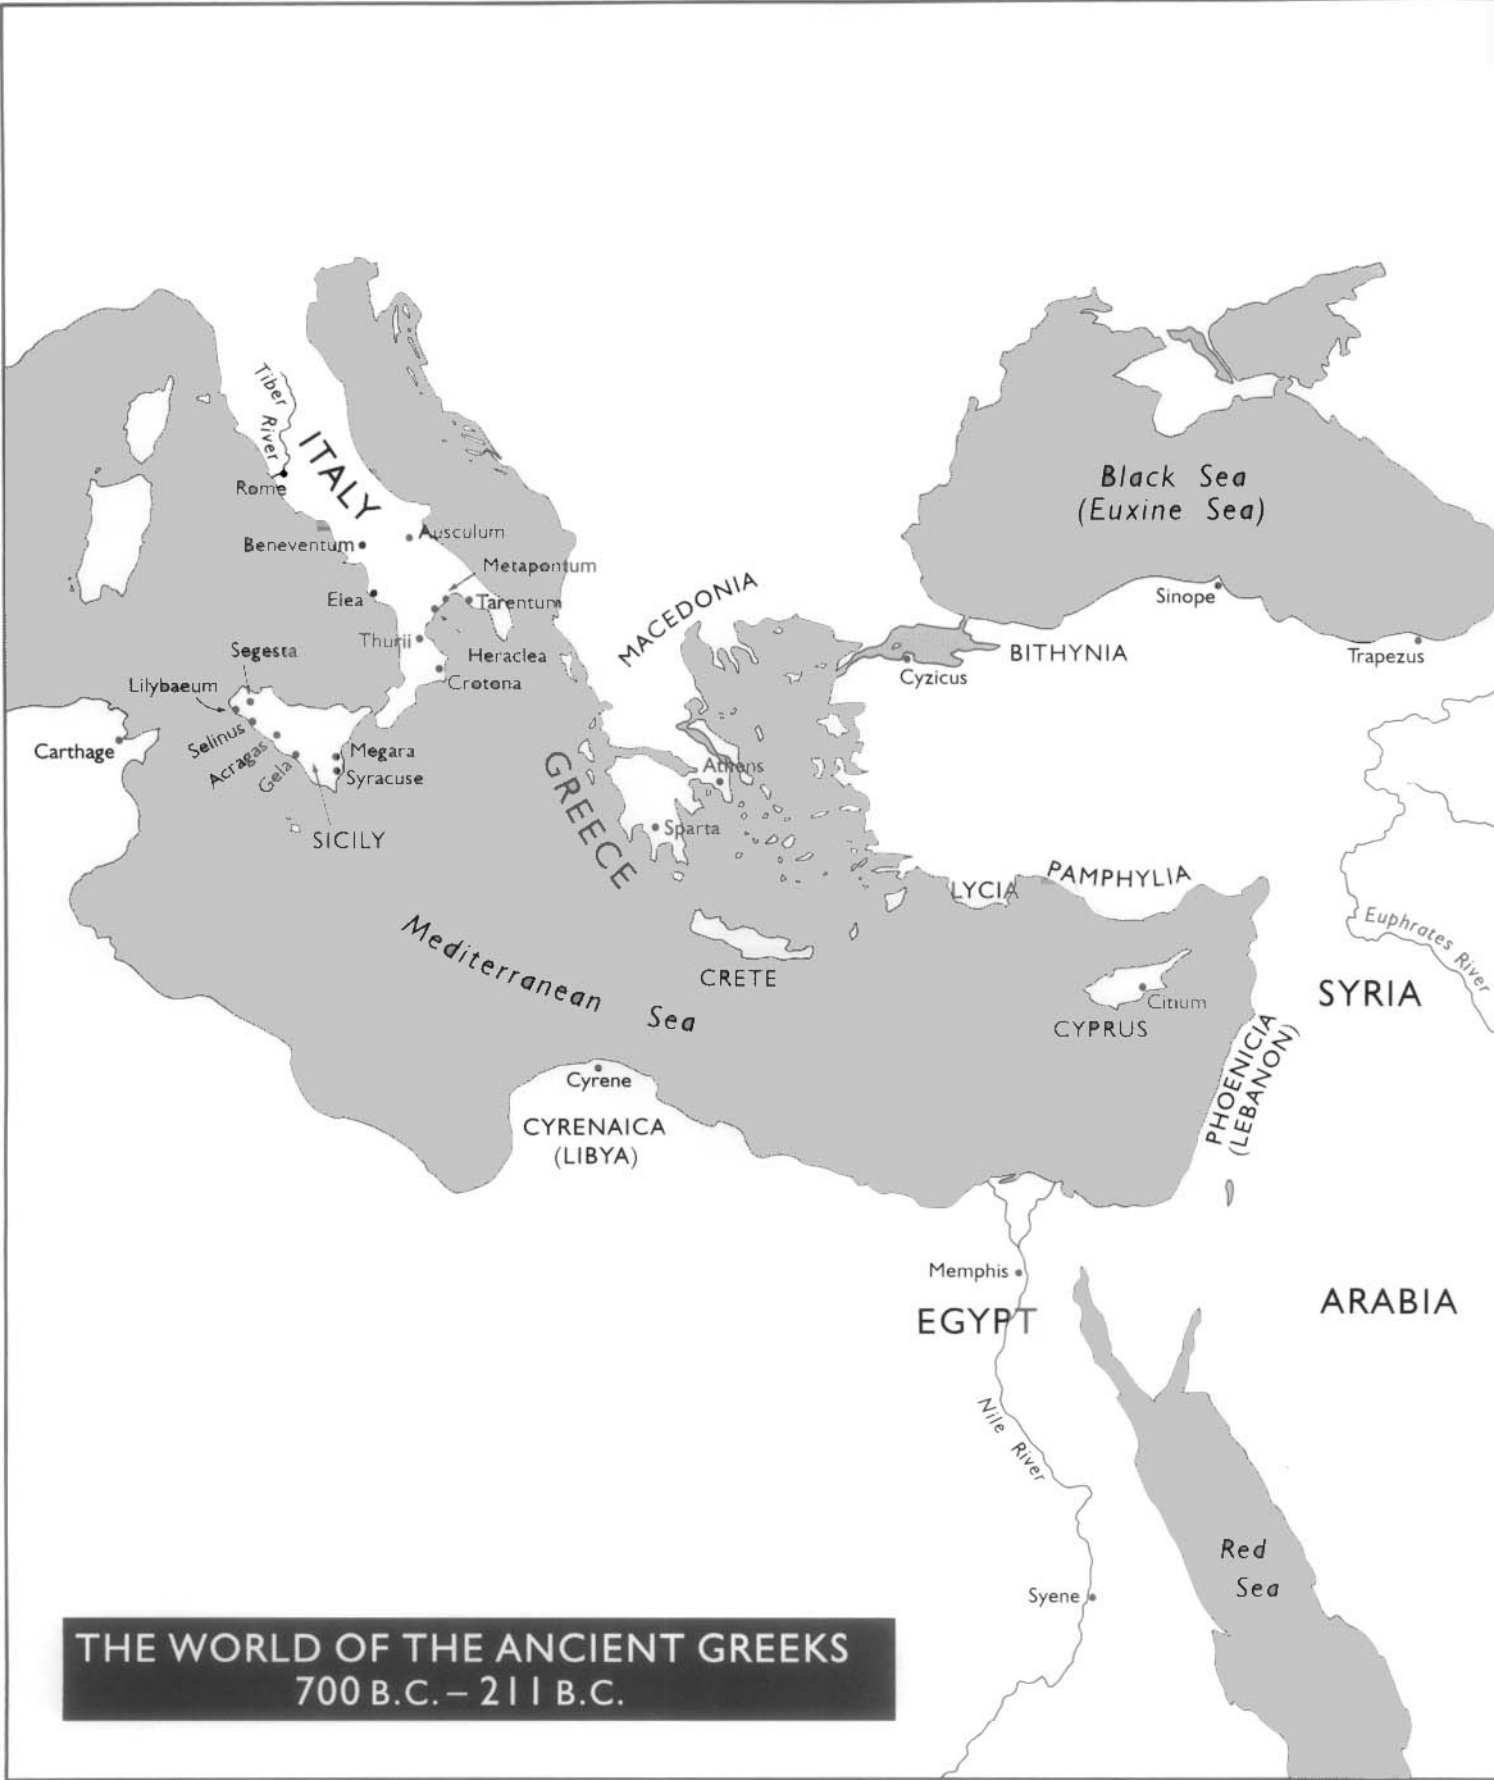 Tiber
River
ITALY
Rome
Beneventum
Ausculum
Metapontum
Elea
Tarentum
Thurii
Heraclea
Crotona
Segesta
Lilybaeum
Selinus
Acragas
Gela
Megara
Syracuse
SICILY
Carthage
MACEDONIA
GREECE
Athens
Sparta
Black Sea
(Euxine Sea)
Sinope
Trapezus
BITHYNIA
Cyzicus
LYCIA
PAMPHYLIA
Euphrates River
Mediterranean Sea
CRETE
Citium
CYPRUS
SYRIA
PHOENICIA
(LEBANON)
Cyrene
CYRENAICA
(LIBYA)
Memphis
EGYPT
ARABIA
Nile River
Red
Sea
Syene
THE WORLD OF THE ANCIENT GREEKS
700 B.C. – 211 B.C.